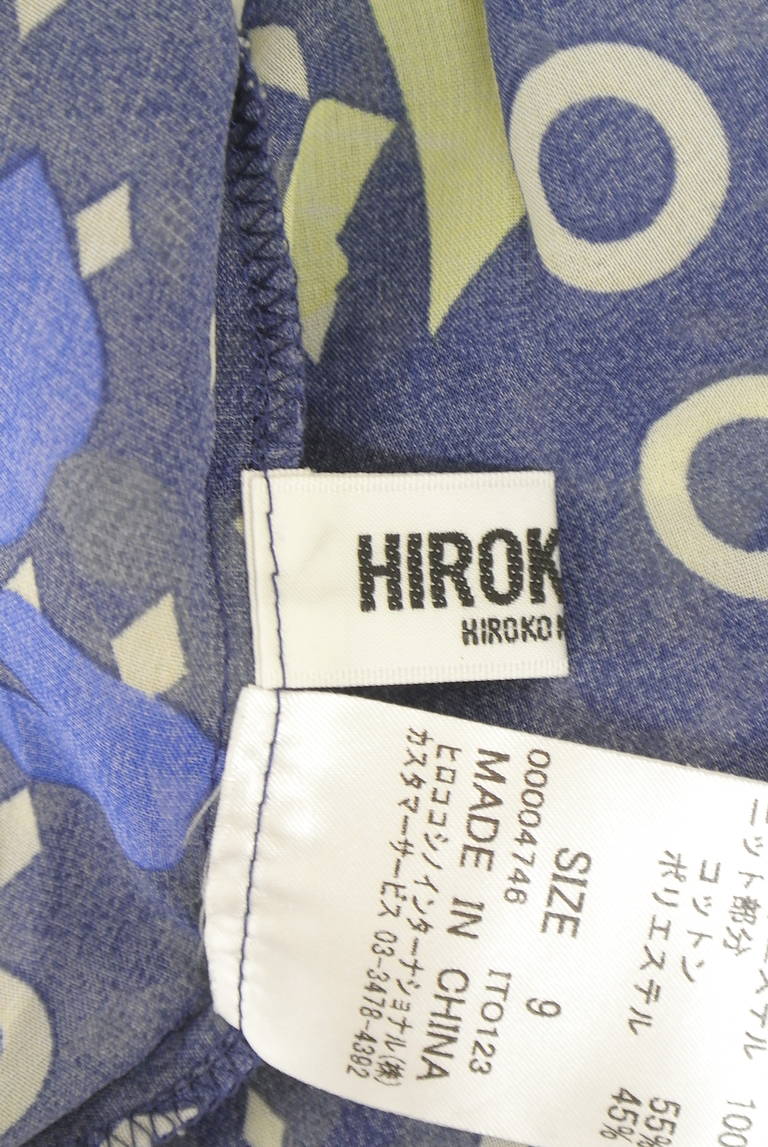 HIROK
HIROKO
ニット部分
コットン 55%
ポリエステル 45%
100
SIZE 9
00004746 ITO123
MADE IN CHINA
ヒロココシノインターナショナル(株)
カスタマーサービス 03-3478-4392